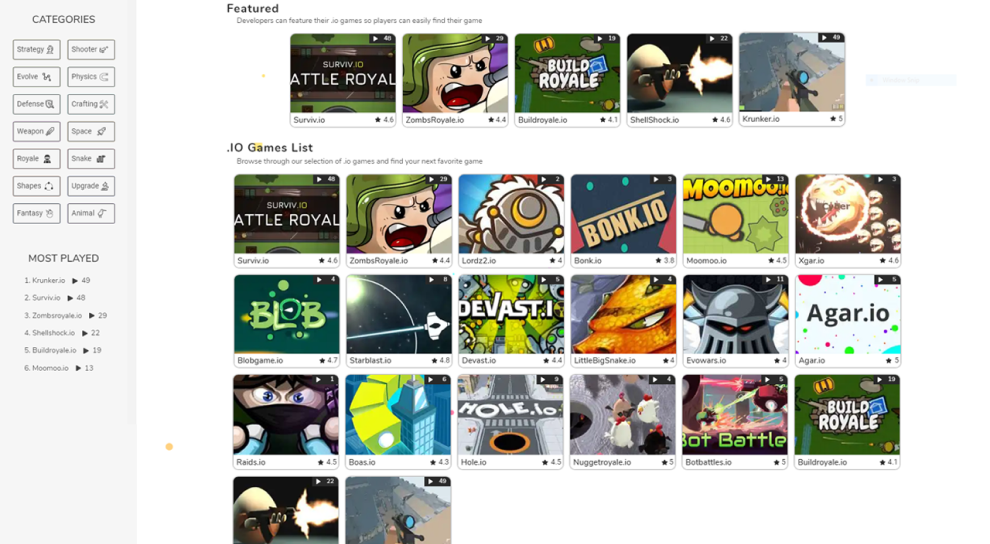 CATEGORIES
Strategy
Shooter
Evolve
Physics
Defense
Crafting
Weapon
Space
Royale
Snake
Shapes
Upgrade
Fantasy
Animal
MOST PLAYED
1. Krunker.io ▶ 49
2. Surviv.io ▶ 48
3. Zombsroyale.io ▶ 29
4. Shellshock.io ▶ 22
5. Buildroyale.io ▶ 19
6. Moomoo.io ▶ 13
Featured
Developers can feature their .io games so players can easily find their game
▶ 48
SURVIV.IO
ATTLE ROYAL
Surviv.io ★ 4.6
▶ 29
ZombsRoyale.io ★ 4.4
▶ 19
BUILD
ROYALE
Buildroyale.io ★ 4.1
▶ 22
ShellShock.io ★ 4.6
▶ 49
Krunker.io ★ 5
.IO Games List
Browse through our selection of .io games and find your next favorite game
▶ 48
SURVIV.IO
ATTLE ROYAL
Surviv.io ★ 4.6
▶ 29
ZombsRoyale.io ★ 4.4
▶ 2
Lordz2.io ★ 4
▶ 3
BONK.IO
Bonk.io ★ 3.8
▶ 13
MOOMOO.io
Moomoo.io ★ 4.5
▶ 3
Xgar.io ★ 4.6
▶ 4
BLOB
Blobgame.io ★ 4.7
▶ 8
Starblast.io ★ 4.8
▶ 5
DEVAST.IO
Devast.io ★ 4.4
▶ 4
LittleBigSnake.io ★ 4
▶ 11
Evowars.io ★ 4
▶ 5
Agar.io
Agar.io ★ 5
▶ 1
Raids.io ★ 4.5
▶ 6
Boas.io ★ 4.3
▶ 9
HOLE.io
Hole.io ★ 4.5
▶ 4
Nuggetroyale.io ★ 5
▶ 5
Bot Battle
Botbattles.io ★ 5
▶ 19
BUILD
ROYALE
Buildroyale.io ★ 4.1
▶ 22
▶ 49